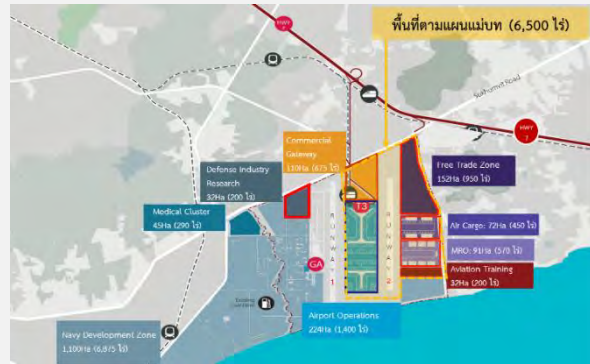 พื้นที่ตามแผนแม่บท (6,500 ไร่)
HWY
7
Sukhumvit Road
HWY
Commercial
Gateway
110Ha (675 ไร่)
Defense Industry
Research
32Ha (200 ไร่)
Free Trade Zone
152Ha (950 ไร่)
Medical Cluster
45Ha (290 ไร่)
T3
RUNWAY 1
RUNWAY 2
Air Cargo: 72Ha (450 ไร่)
MRO: 91Ha (570 ไร่)
GA
Aviation Training
32Ha (200 ไร่)
Airport Operations
224Ha (1,400 ไร่)
Navy Development Zone
1,100Ha (6,875 ไร่)